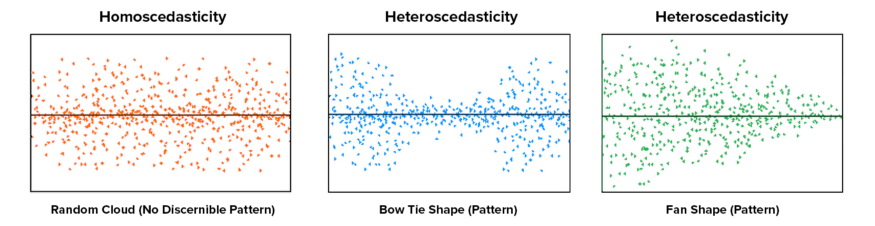 Homoscedasticity
Heteroscedasticity
Heteroscedasticity
Random Cloud (No Discernible Pattern)
Bow Tie Shape (Pattern)
Fan Shape (Pattern)